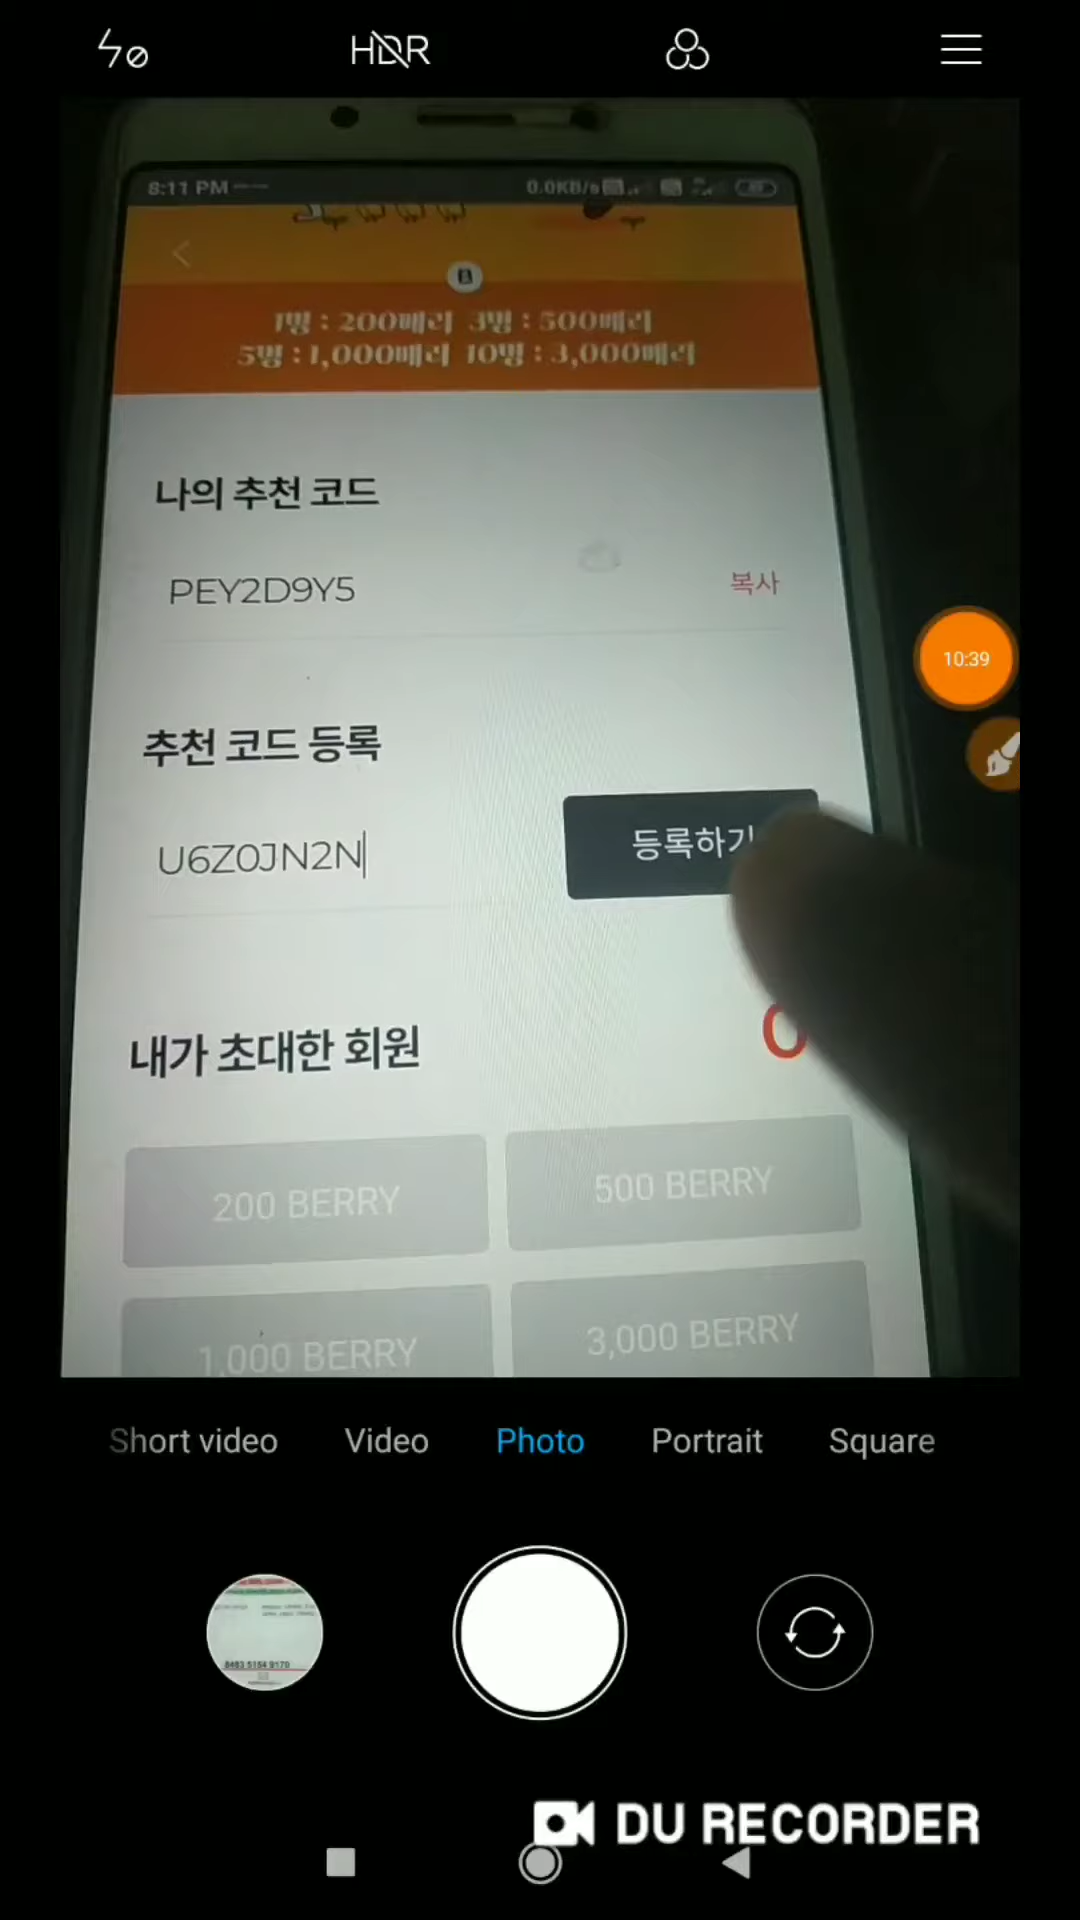 HDR
8:11 PM
0.0KB/s
B
1명 : 200베리 3명 : 500베리
5명 : 1,000베리 10명 : 3,000베리
나의 추천 코드
PEY2D9Y5
복사
10:39
추천 코드 등록
U6Z0JN2N
등록하기
내가 초대한 회원
0
200 BERRY
500 BERRY
1,000 BERRY
3,000 BERRY
Short video
Video
Photo
Portrait
Square
DU RECORDER